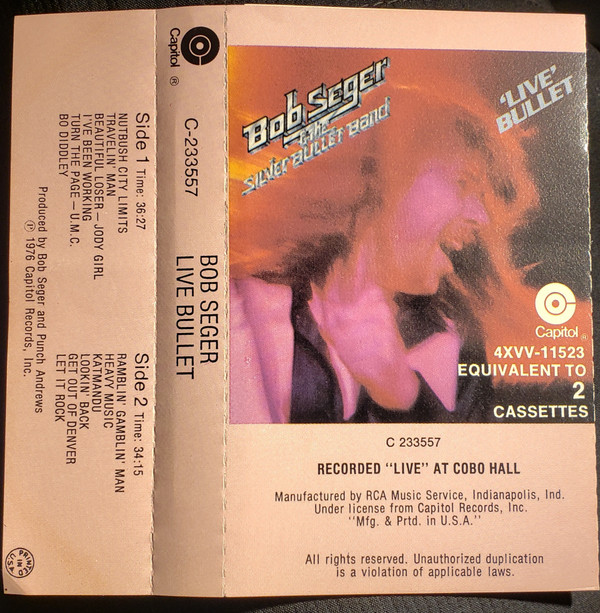 Capitol ®
C-233557
BOB SEGER
LIVE BULLET
Side 1 Time: 36:27
NUTBUSH CITY LIMITS
TRAVELIN' MAN
BEAUTIFUL LOSER – JODY GIRL
I'VE BEEN WORKING
TURN THE PAGE – U.M.C.
BO DIDDLEY
Side 2 Time: 34:15
RAMBLIN' GAMBLIN' MAN
HEAVY MUSIC
KATMANDU
LOOKIN' BACK
GET OUT OF DENVER
LET IT ROCK
Produced by Bob Seger and Punch Andrews
℗ 1976 Capitol Records, Inc.
PRINTED IN U.S.A.
Bob Seger
& The
Silver Bullet Band
'LIVE'
BULLET
Capitol ®
4XVV-11523
EQUIVALENT TO
2
CASSETTES
C 233557
RECORDED "LIVE" AT COBO HALL
Manufactured by RCA Music Service, Indianapolis, Ind.
Under license from Capitol Records, Inc.
"Mfg. & Prtd. in U.S.A."
All rights reserved. Unauthorized duplication
is a violation of applicable laws.